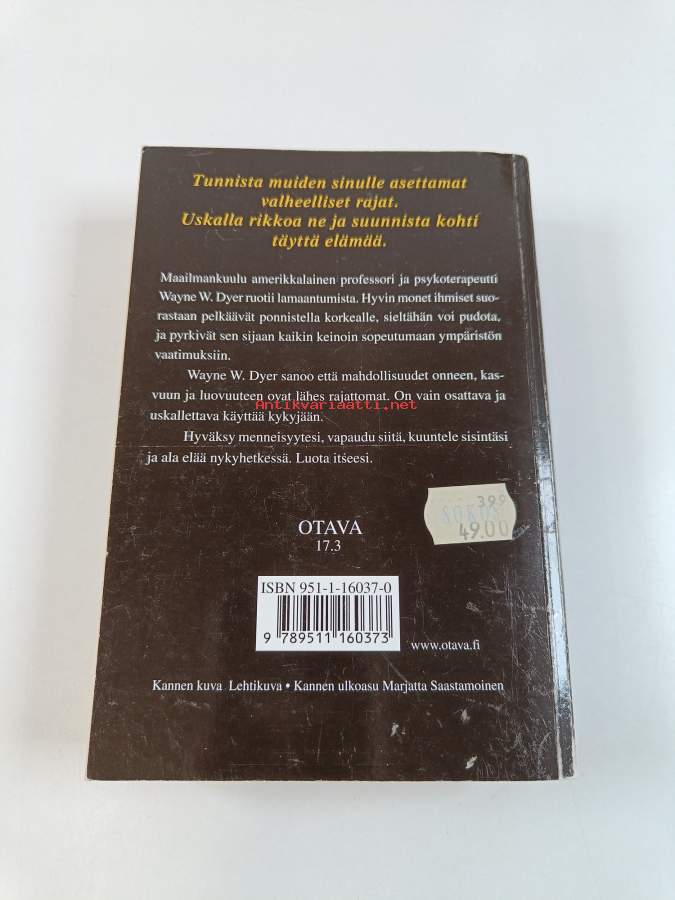 Tunnista muiden sinulle asettamat
valheelliset rajat.
Uskalla rikkoa ne ja suunnista kohti
täyttä elämää.
Maailmankuulu amerikkalainen professori ja psykoterapeutti
Wayne W. Dyer ruotii lamaantumista. Hyvin monet ihmiset suo-
rastaan pelkäävät ponnistella korkealle, sieltähän voi pudota,
ja pyrkivät sen sijaan kaikin keinoin sopeutumaan ympäristön
vaatimuksiin.
Wayne W. Dyer sanoo että mahdollisuudet onneen, kas-
vuun ja luovuuteen ovat lähes rajattomat. On vain osattava ja
Antikvariaatti.net
uskallettava käyttää kykyjään.
Hyväksy menneisyytesi, vapaudu siitä, kuuntele sisintäsi
ja ala elää nykyhetkessä. Luota itseesi.
399
SOKOS
49.00
OTAVA
17.3
ISBN 951-1-16037-0
9 789511 160373
www.otava.fi
Kannen kuva Lehtikuva • Kannen ulkoasu Marjatta Saastamoinen